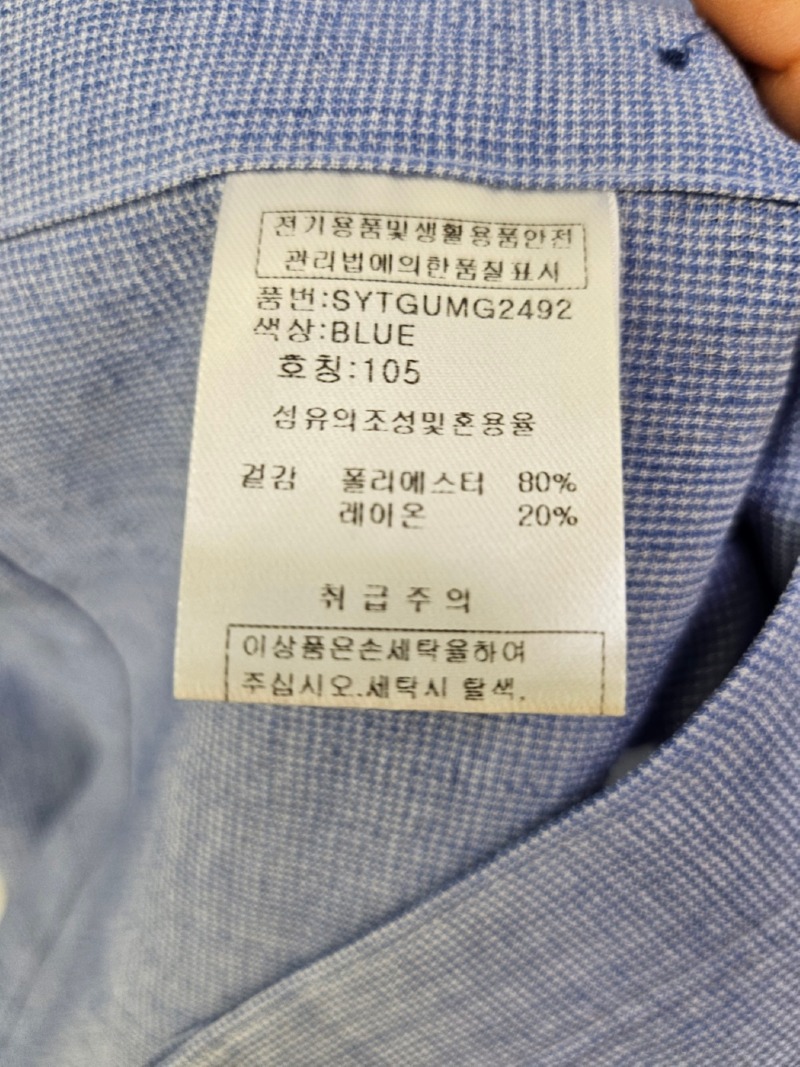 전기용품및생활용품안전
관리법에의한품질표시
품번:SYTGUMG2492
색상:BLUE
호칭:105
섬유의조성및혼용율
겉감 폴리에스터 80%
레이온 20%
취급주의
이상품은손세탁을하여
주십시오.세탁시 탈색,